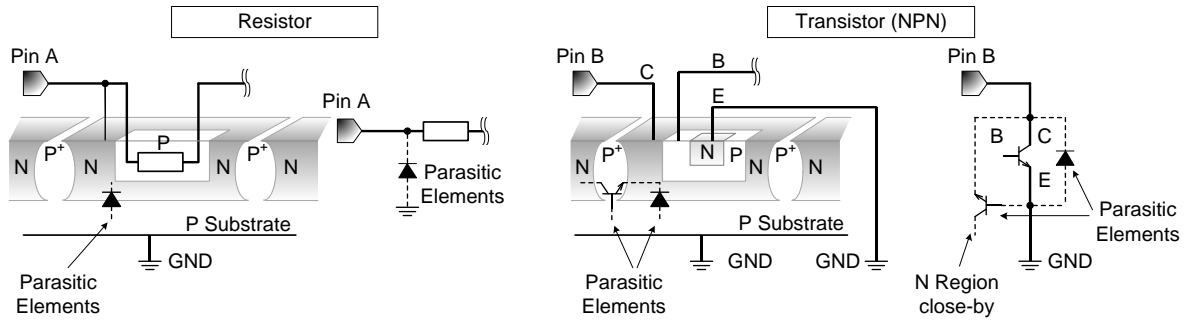 Resistor
Transistor (NPN)
Pin A
Pin A
N
P+
N
P
N
P+
N
Parasitic
Elements
P Substrate
GND
Parasitic
Elements
Pin B
C
B
E
N
P+
N
N
P
N
P+
N
P Substrate
GND
GND
Parasitic
Elements
Pin B
B
C
E
Parasitic
Elements
GND
N Region
close-by